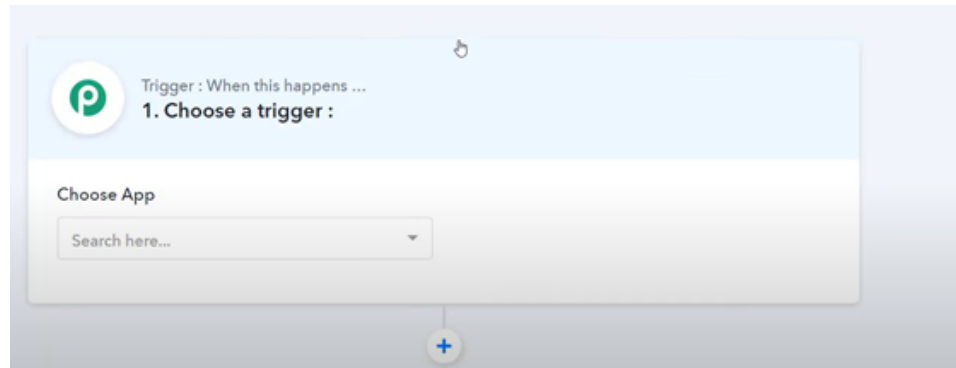 Trigger : When this happens ...
1. Choose a trigger :
Choose App
Search here...